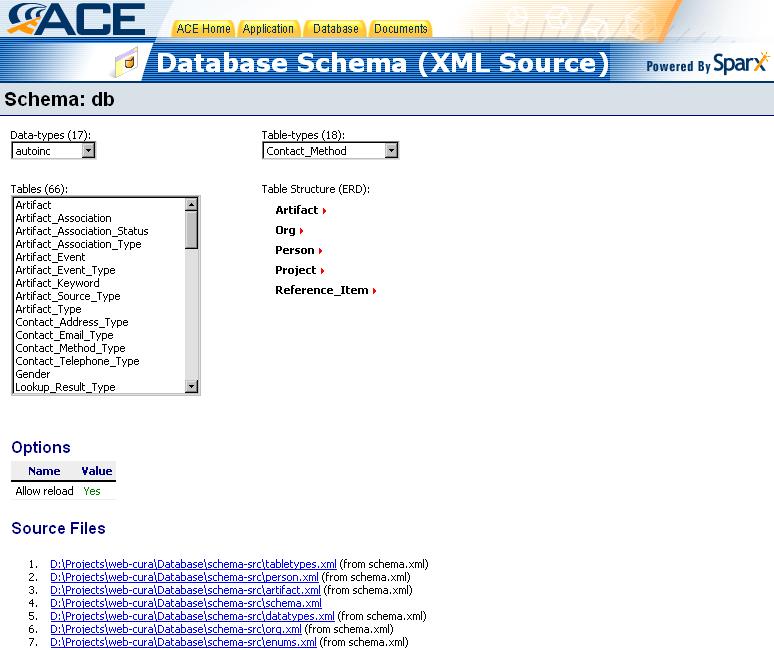 ACE
ACE Home Application Database Documents
Database Schema (XML Source)
Powered By Sparx
Schema: db
Data-types (17):
autoinc
Table-types (18):
Contact_Method
Tables (66):
Artifact
Artifact_Association
Artifact_Association_Status
Artifact_Association_Type
Artifact_Event
Artifact_Event_Type
Artifact_Keyword
Artifact_Source_Type
Artifact_Type
Contact_Address_Type
Contact_Email_Type
Contact_Method_Type
Contact_Telephone_Type
Gender
Lookup_Result_Type
Table Structure (ERD):
Artifact
Org
Person
Project
Reference_Item
Options
Name Value
Allow reload Yes
Source Files
1. D:\Projects\web-cura\Database\schema-src\tabletypes.xml (from schema.xml)
2. D:\Projects\web-cura\Database\schema-src\person.xml (from schema.xml)
3. D:\Projects\web-cura\Database\schema-src\artifact.xml (from schema.xml)
4. D:\Projects\web-cura\Database\schema-src\schema.xml
5. D:\Projects\web-cura\Database\schema-src\datatypes.xml (from schema.xml)
6. D:\Projects\web-cura\Database\schema-src\org.xml (from schema.xml)
7. D:\Projects\web-cura\Database\schema-src\enums.xml (from schema.xml)